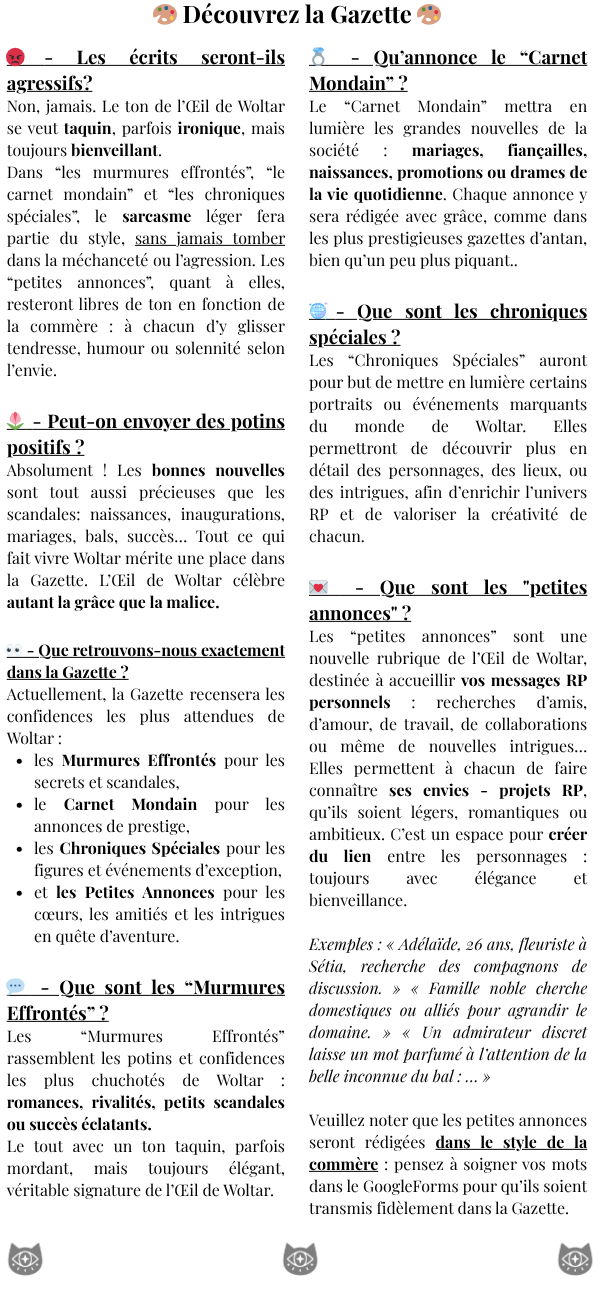 Découvrez la Gazette
- Les écrits seront-ils
agressifs?
Non, jamais. Le ton de l’Œil de Woltar
se veut taquin, parfois ironique, mais
toujours bienveillant.
Dans “les murmures effrontés”, “le
carnet mondain” et “les chroniques
spéciales”, le sarcasme léger fera
partie du style, sans jamais tomber
dans la méchanceté ou l’agression. Les
“petites annonces”, quant à elles,
resteront libres de ton en fonction de
la commère : à chacun d’y glisser
tendresse, humour ou solennité selon
l’envie.
- Peut-on envoyer des potins
positifs ?
Absolument ! Les bonnes nouvelles
sont tout aussi précieuses que les
scandales: naissances, inaugurations,
mariages, bals, succès... Tout ce qui
fait vivre Woltar mérite une place dans
la Gazette. L’Œil de Woltar célèbre
autant la grâce que la malice.
- Que retrouvons-nous exactement
dans la Gazette ?
Actuellement, la Gazette recensera les
confidences les plus attendues de
Woltar :
• les Murmures Effrontés pour les
secrets et scandales,
• le Carnet Mondain pour les
annonces de prestige,
• les Chroniques Spéciales pour les
figures et événements d’exception,
• et les Petites Annonces pour les
cœurs, les amitiés et les intrigues
en quête d’aventure.
- Que sont les “Murmures
Effrontés” ?
Les “Murmures Effrontés”
rassemblent les potins et confidences
les plus chuchotés de Woltar :
romances, rivalités, petits scandales
ou succès éclatants.
Le tout avec un ton taquin, parfois
mordant, mais toujours élégant,
véritable signature de l’Œil de Woltar.
- Qu’annonce le “Carnet
Mondain” ?
Le “Carnet Mondain” mettra en
lumière les grandes nouvelles de la
société : mariages, fiançailles,
naissances, promotions ou drames de
la vie quotidienne. Chaque annonce y
sera rédigée avec grâce, comme dans
les plus prestigieuses gazettes d’antan,
bien qu’un peu plus piquant..
- Que sont les chroniques
spéciales ?
Les “Chroniques Spéciales” auront
pour but de mettre en lumière certains
portraits ou événements marquants
du monde de Woltar. Elles
permettront de découvrir plus en
détail des personnages, des lieux, ou
des intrigues, afin d’enrichir l’univers
RP et de valoriser la créativité de
chacun.
- Que sont les "petites
annonces" ?
Les “petites annonces” sont une
nouvelle rubrique de l’Œil de Woltar,
destinée à accueillir vos messages RP
personnels : recherches d’amis,
d’amour, de travail, de collaborations
ou même de nouvelles intrigues...
Elles permettent à chacun de faire
connaître ses envies - projets RP,
qu’ils soient légers, romantiques ou
ambitieux. C’est un espace pour créer
du lien entre les personnages :
toujours avec élégance et
bienveillance.
Exemples : « Adélaïde, 26 ans, fleuriste à
Sétia, recherche des compagnons de
discussion. » « Famille noble cherche
domestiques ou alliés pour agrandir le
domaine. » « Un admirateur discret
laisse un mot parfumé à l’attention de la
belle inconnue du bal : ... »
Veuillez noter que les petites annonces
seront rédigées dans le style de la
commère : pensez à soigner vos mots
dans le GoogleForms pour qu’ils soient
transmis fidèlement dans la Gazette.